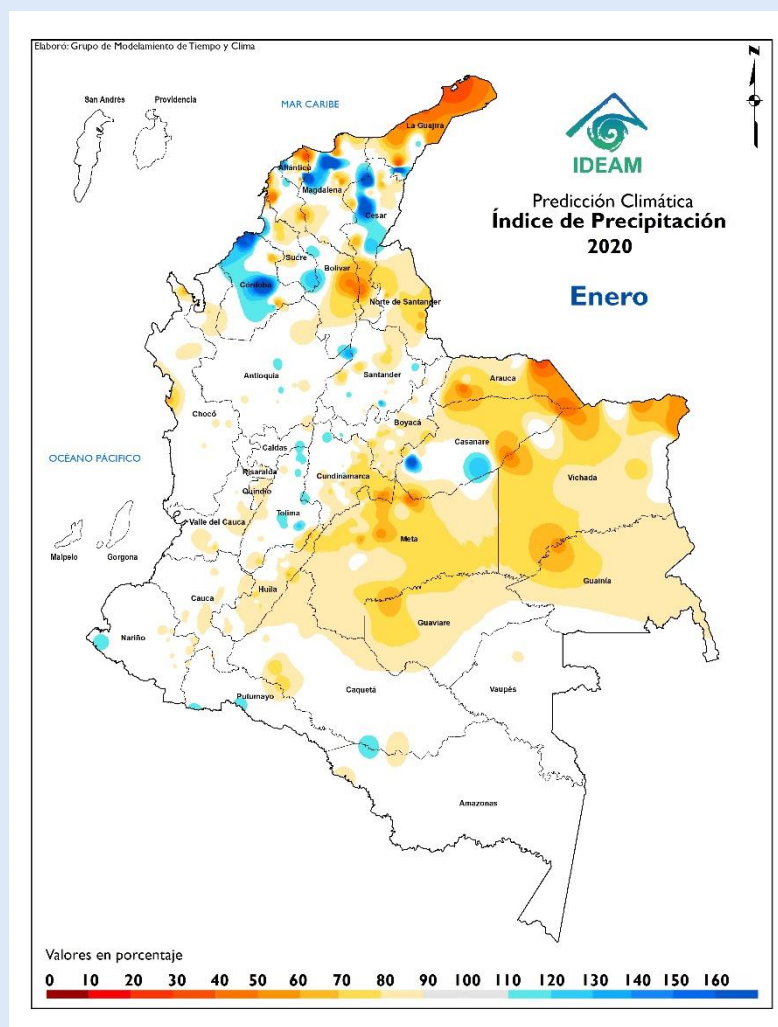 Elaboró: Grupo de Modelamiento de Tiempo y Clima
N
San Andrés
Providencia
MAR CARIBE
La Guajira
IDEAM
Predicción Climática
Índice de Precipitación
2020
Enero
Atlántico
Magdalena
Cesar
Sucre
Bolívar
Córdoba
Norte de Santander
Antioquia
Santander
Arauca
Chocó
Boyacá
Casanare
OCÉANO PÁCIFICO
Caldas
Risaralda
Cundinamarca
Vichada
Quindío
Tolima
Valle del Cauca
Meta
Malpelo
Gorgona
Huila
Guainía
Cauca
Guaviare
Nariño
Caquetá
Vaupés
Putumayo
Amazonas
Valores en porcentaje
0 10 20 30 40 50 60 70 80 90 100 110 120 130 140 150 160